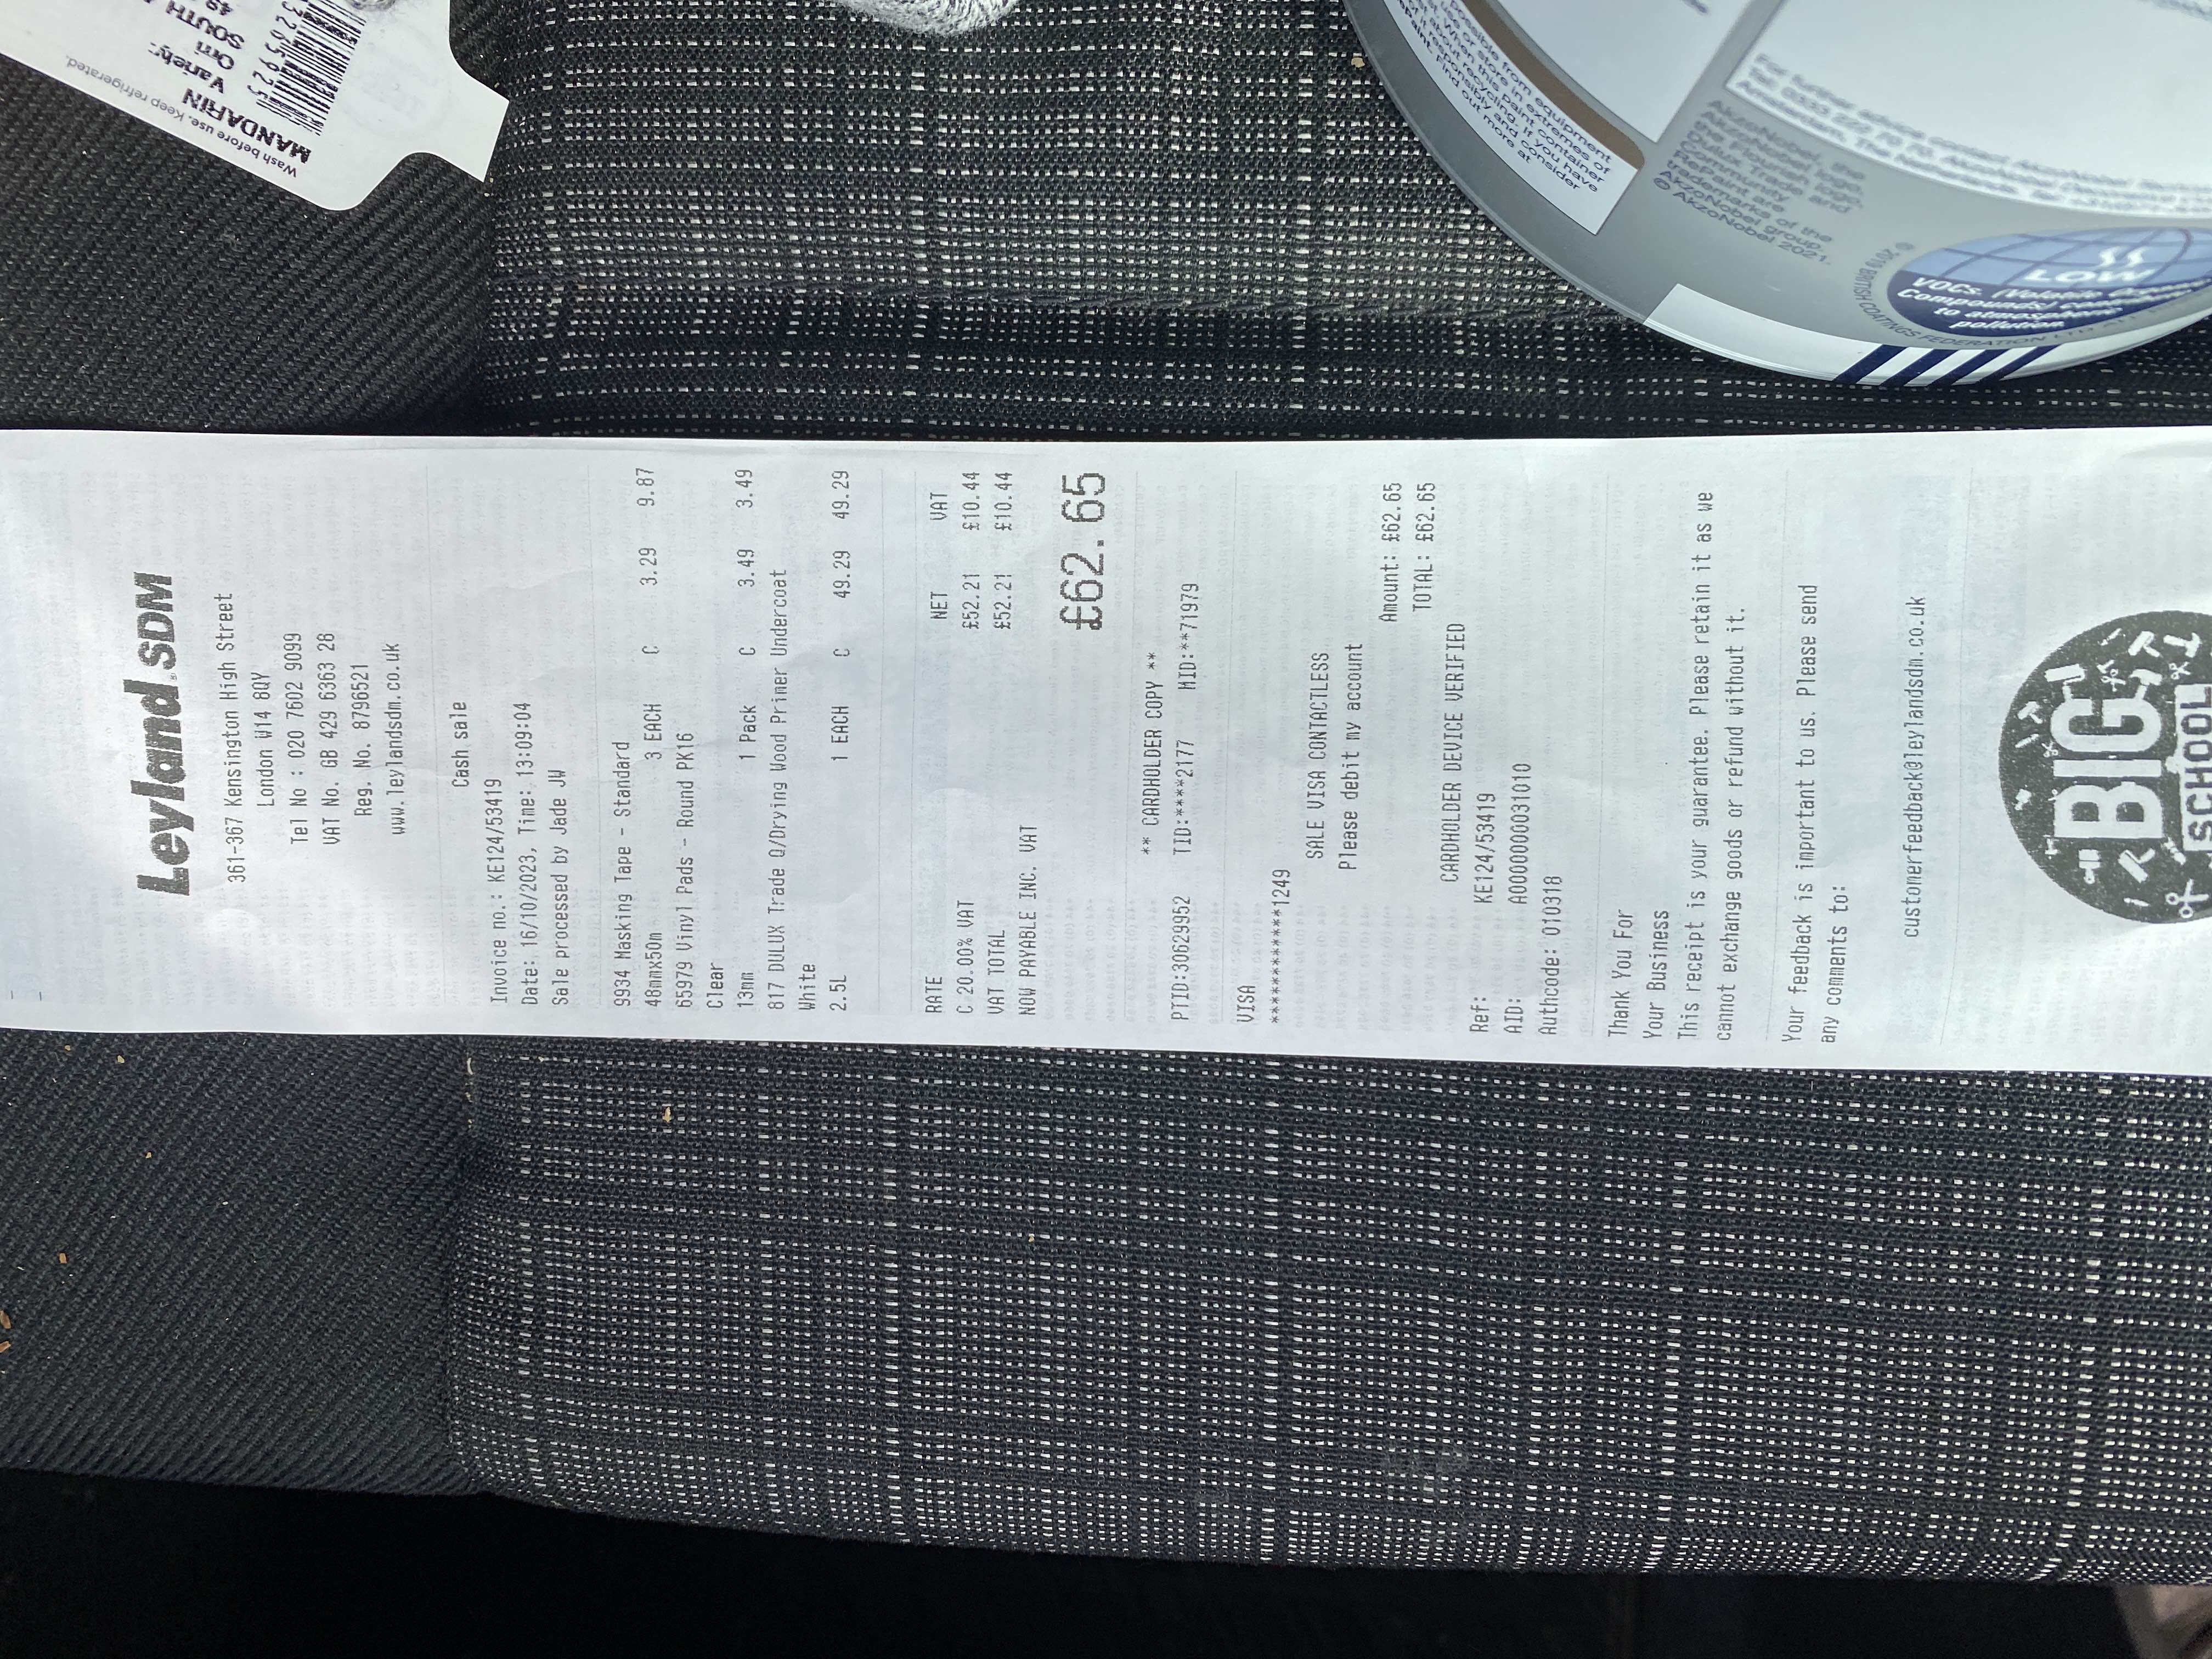 Leyland SDM
361-367 Kensington High Street
London W14 8QY
Tel No : 020 7602 9099
VAT No. GB 429 6363 28
Reg. No. 8796521
www.leylandsdm.co.uk
Cash sale
Invoice no.: KE124/53419
Date: 16/10/2023, Time: 13:09:04
Sale processed by Jade JW
9934 Masking Tape - Standard
48mmx50m 3 EACH C 3.29 9.87
65979 Vinyl Pads - Round PK16
Clear
13mm 1 Pack C 3.49 3.49
817 DULUX Trade Q/Drying Wood Primer Undercoat
White
2.5L 1 EACH C 49.29 49.29
RATE NET VAT
C 20.00% VAT £52.21 £10.44
VAT TOTAL £52.21 £10.44
NOW PAYABLE INC. VAT
£62.65
** CARDHOLDER COPY **
PTID:30629952 TID:****2177 MID:**71979
VISA
************1249
SALE VISA CONTACTLESS
Please debit my account
Amount: £62.65
TOTAL: £62.65
CARDHOLDER DEVICE VERIFIED
Ref: KE124/53419
AID: A0000000031010
Authcode: 010318
Thank You For
Your Business
This receipt is your guarantee. Please retain it as we
cannot exchange goods or refund without it.
Your feedback is important to us. Please send
any comments to:
customerfeedback@leylandsdm.co.uk
BIG
SCHOOL
Wash before use. Keep refrigerated.
MANDARIN
Variety:
Orri
SOUTH
LOW